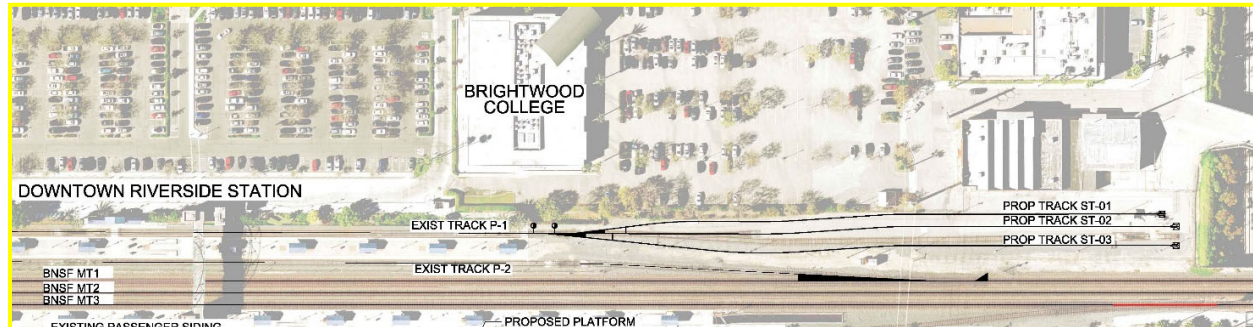 BRIGHTWOOD
COLLEGE
DOWNTOWN RIVERSIDE STATION
EXIST TRACK P-1
PROP TRACK ST-01
PROP TRACK ST-02
PROP TRACK ST-03
EXIST TRACK P-2
BNSF MT1
BNSF MT2
BNSF MT3
EXISTING PASSENGER SIDING
PROPOSED PLATFORM